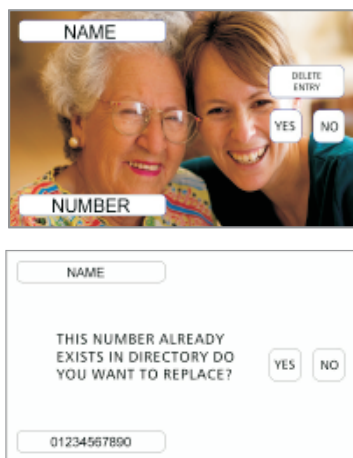 NAME
DELETE
ENTRY
YES NO
NUMBER
NAME
THIS NUMBER ALREADY
EXISTS IN DIRECTORY DO
YOU WANT TO REPLACE?
YES NO
01234567890